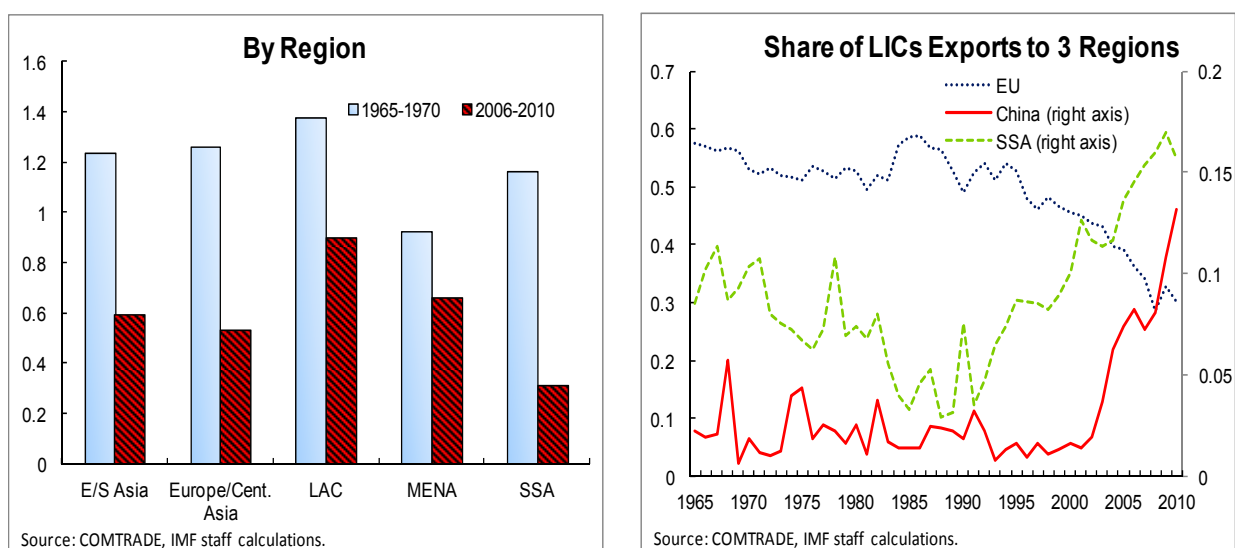 By Region
1.6
1.4
1.2
1
0.8
0.6
0.4
0.2
0
1965-1970
2006-2010
E/S Asia
Europe/Cent. Asia
LAC
MENA
SSA
Source: COMTRADE, IMF staff calculations.
Share of LICs Exports to 3 Regions
0.7
0.6
0.5
0.4
0.3
0.2
0.1
0
EU
China (right axis)
SSA (right axis)
0.2
0.15
0.1
0.05
0
1965 1970 1975 1980 1985 1990 1995 2000 2005 2010
Source: COMTRADE, IMF staff calculations.